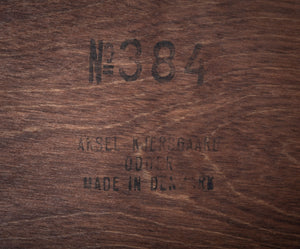 №384
AKSEL KJERSGAARD
ODDER
MADE IN DENMARK